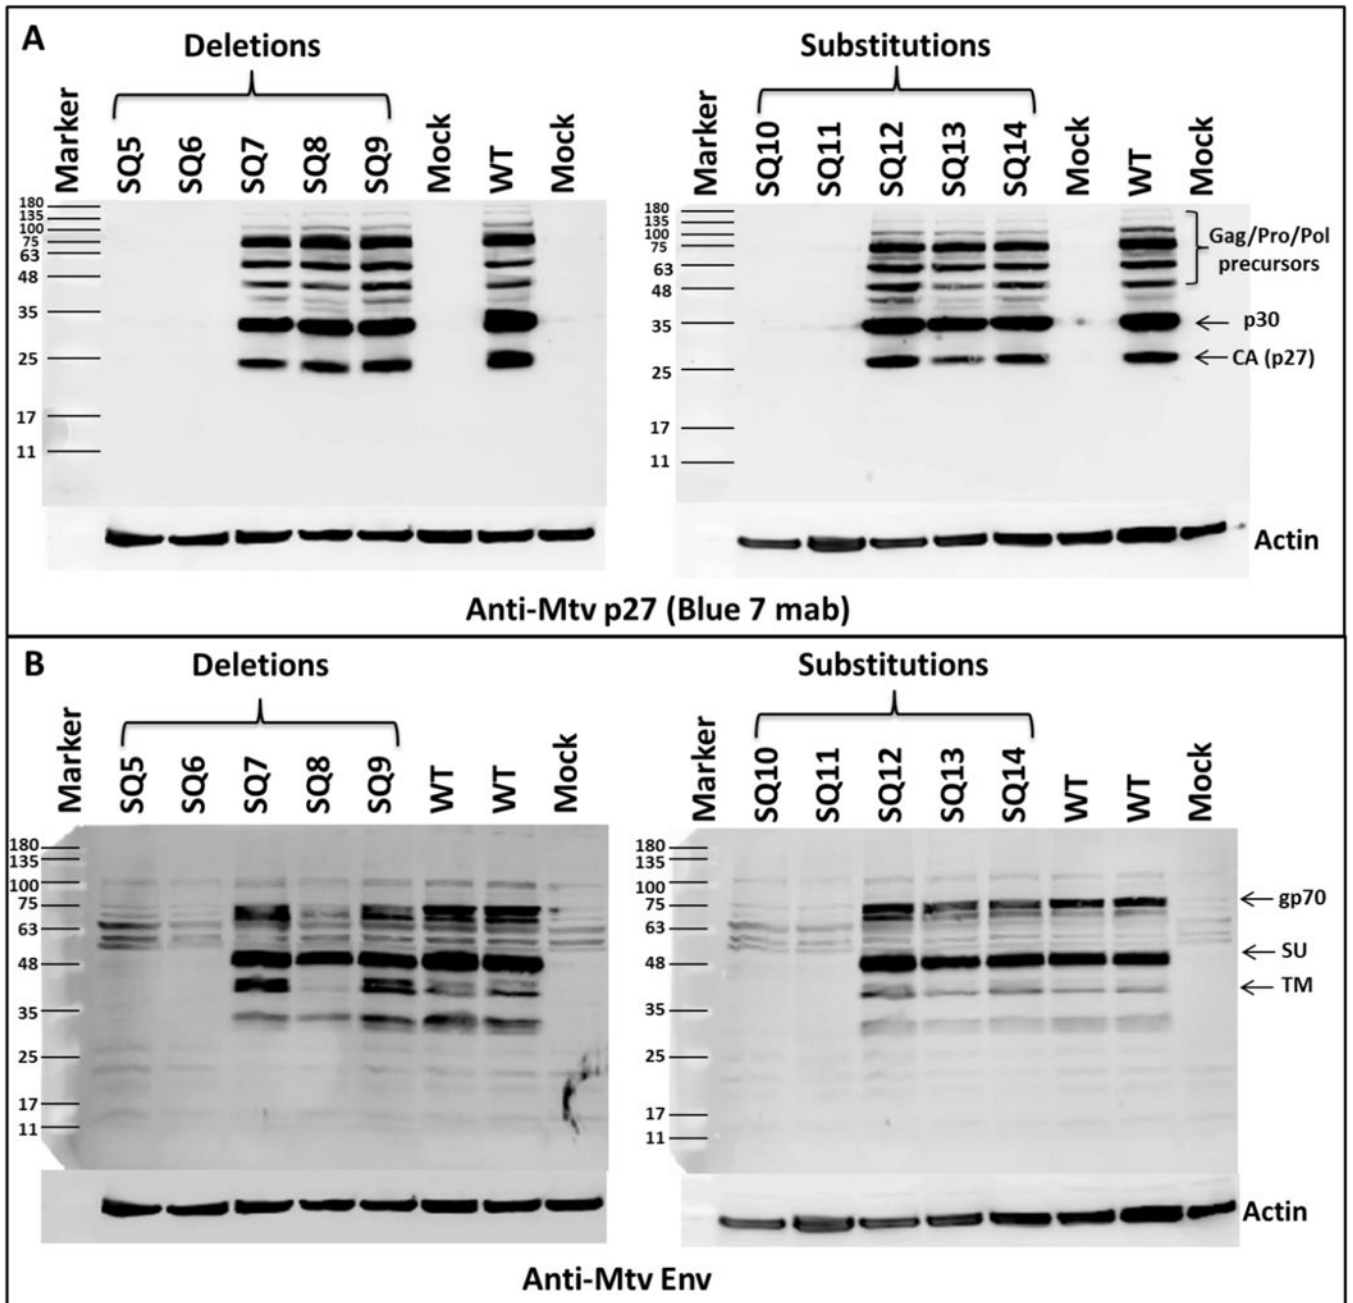 A
Deletions
Substitutions
Marker
SQ5
SQ6
SQ7
SQ8
SQ9
Mock
WT
Mock
Marker
SQ10
SQ11
SQ12
SQ13
SQ14
Mock
WT
Mock
180
135
100
75
63
48
35
25
17
11
180
135
100
75
63
48
35
25
17
11
Gag/Pro/Pol
precursors
p30
CA (p27)
Actin
Anti-Mtv p27 (Blue 7 mab)
B
Deletions
Substitutions
Marker
SQ5
SQ6
SQ7
SQ8
SQ9
WT
WT
Mock
Marker
SQ10
SQ11
SQ12
SQ13
SQ14
WT
WT
Mock
180
135
100
75
63
48
35
25
17
11
180
135
100
75
63
48
35
25
17
11
gp70
SU
TM
Actin
Anti-Mtv Env